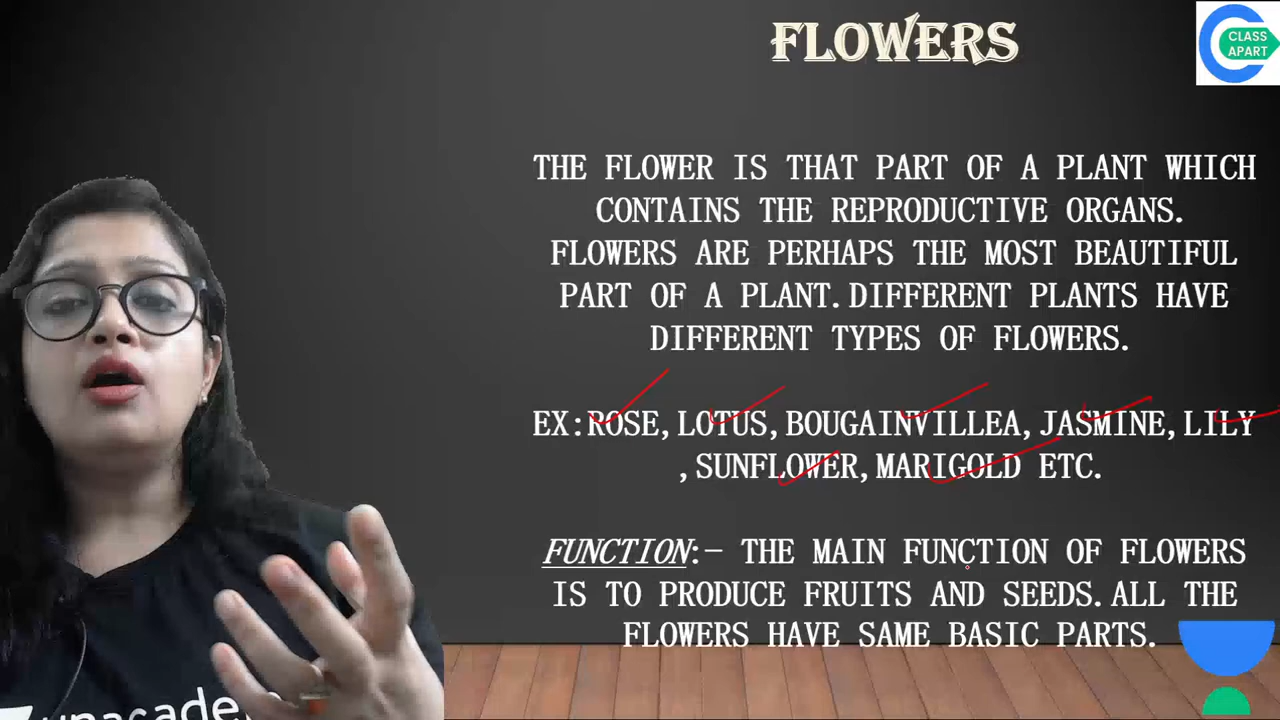 FLOWERS
CLASS
APART
THE FLOWER IS THAT PART OF A PLANT WHICH
CONTAINS THE REPRODUCTIVE ORGANS.
FLOWERS ARE PERHAPS THE MOST BEAUTIFUL
PART OF A PLANT.DIFFERENT PLANTS HAVE
DIFFERENT TYPES OF FLOWERS.
EX:ROSE,LOTUS,BOUGAINVILLEA,JASMINE,LILY
,SUNFLOWER,MARIGOLD ETC.
FUNCTION:- THE MAIN FUNCTION OF FLOWERS
IS TO PRODUCE FRUITS AND SEEDS.ALL THE
FLOWERS HAVE SAME BASIC PARTS.